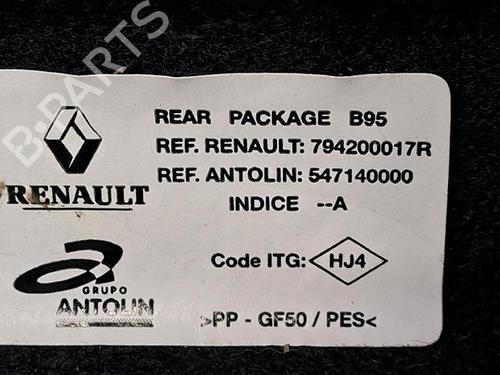 B-PARTS
REAR PACKAGE B95
REF. RENAULT: 794200017R
REF. ANTOLIN: 547140000
INDICE --A
RENAULT
Code ITG: HJ4
GRUPO
ANTOLIN
>PP - GF50 / PES<